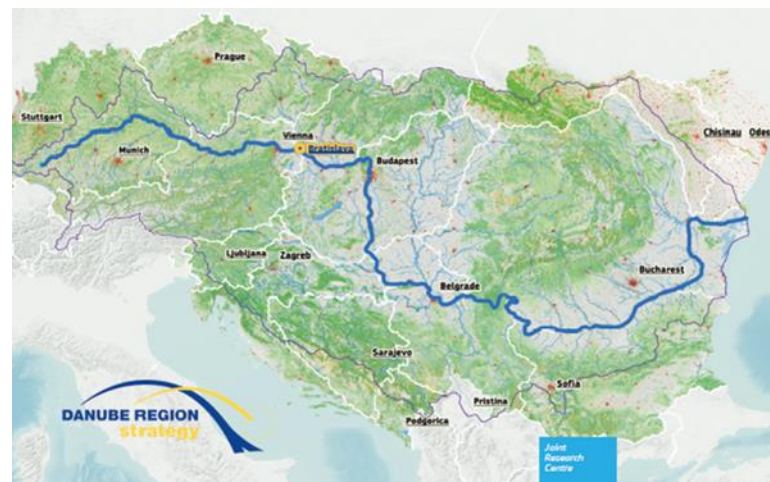 Prague
Stuttgart
Munich
Vienna
Bratislava
Budapest
Chisinau
Odes
Ljubljana
Zagreb
Belgrade
Bucharest
Sarajevo
Sofia
Pristina
Podgorica
DANUBE REGION
strategy
Joint
Research
Centre